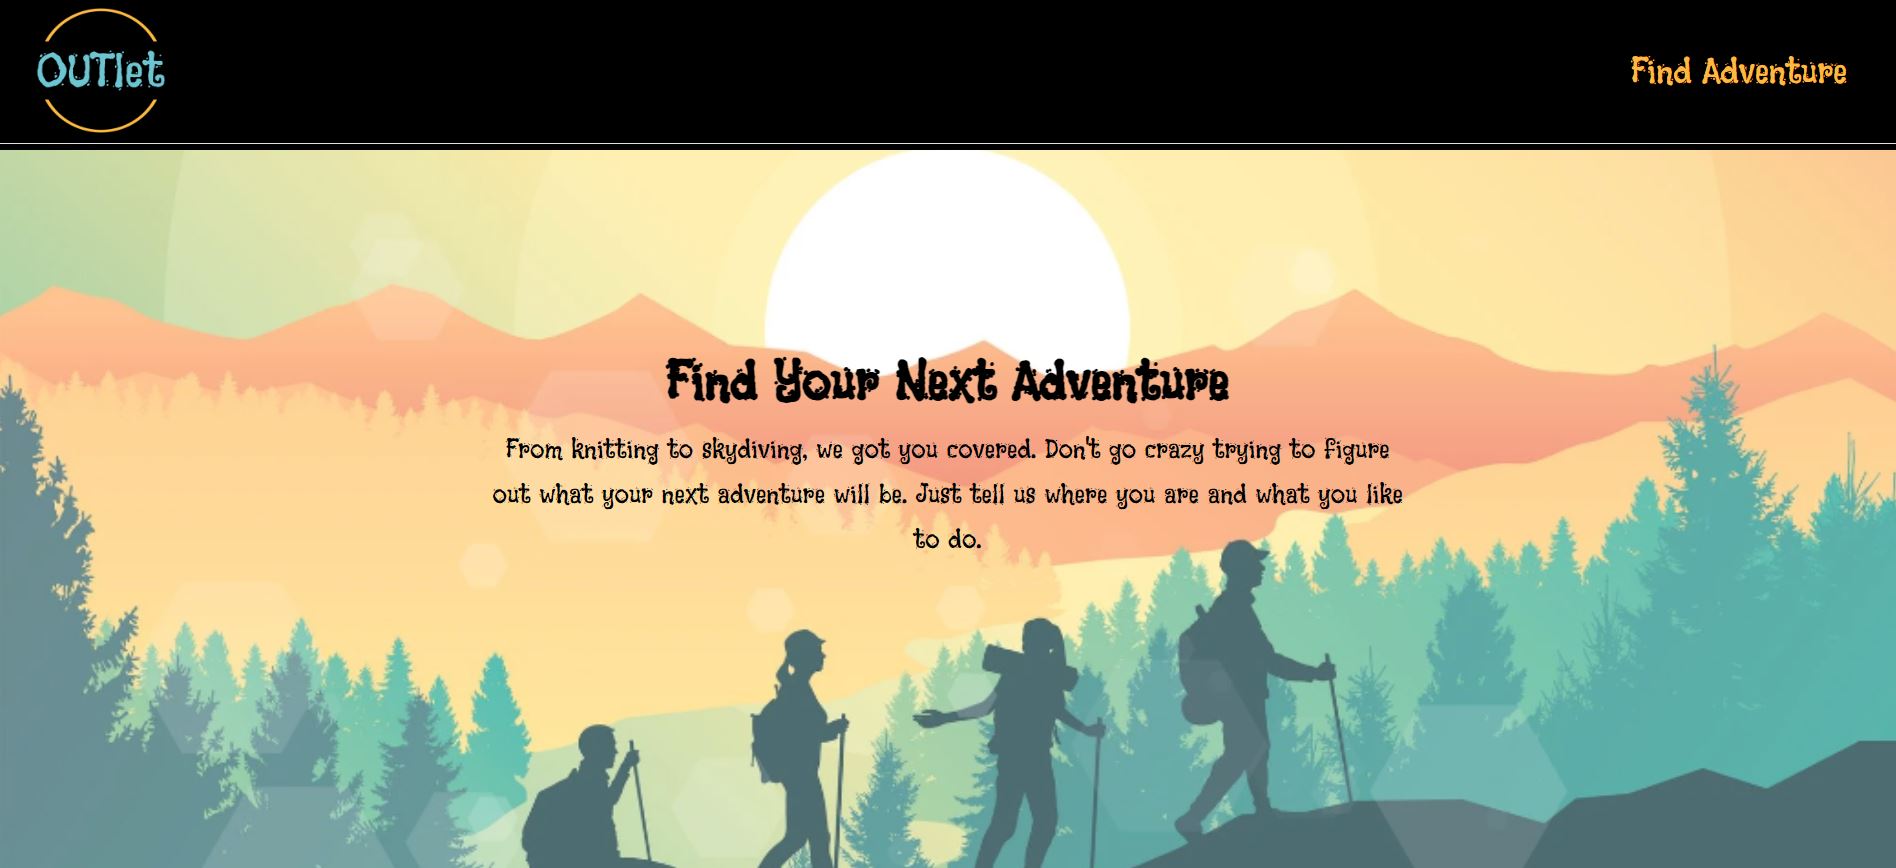 OUTlet
Find Adventure
Find Your Next Adventure
From knitting to skydiving, we got you covered. Don't go crazy trying to figure
out what your next adventure will be. Just tell us where you are and what you like
to do.